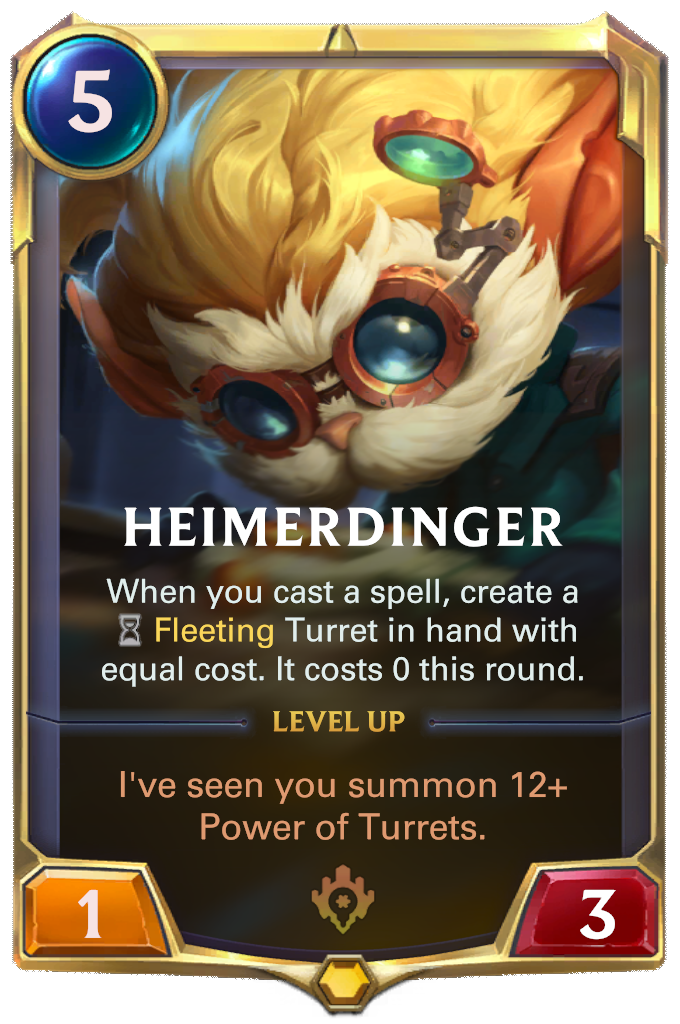 5
HEIMERDINGER
When you cast a spell, create a
Fleeting Turret in hand with
equal cost. It costs 0 this round.
LEVEL UP
I've seen you summon 12+
Power of Turrets.
1
3